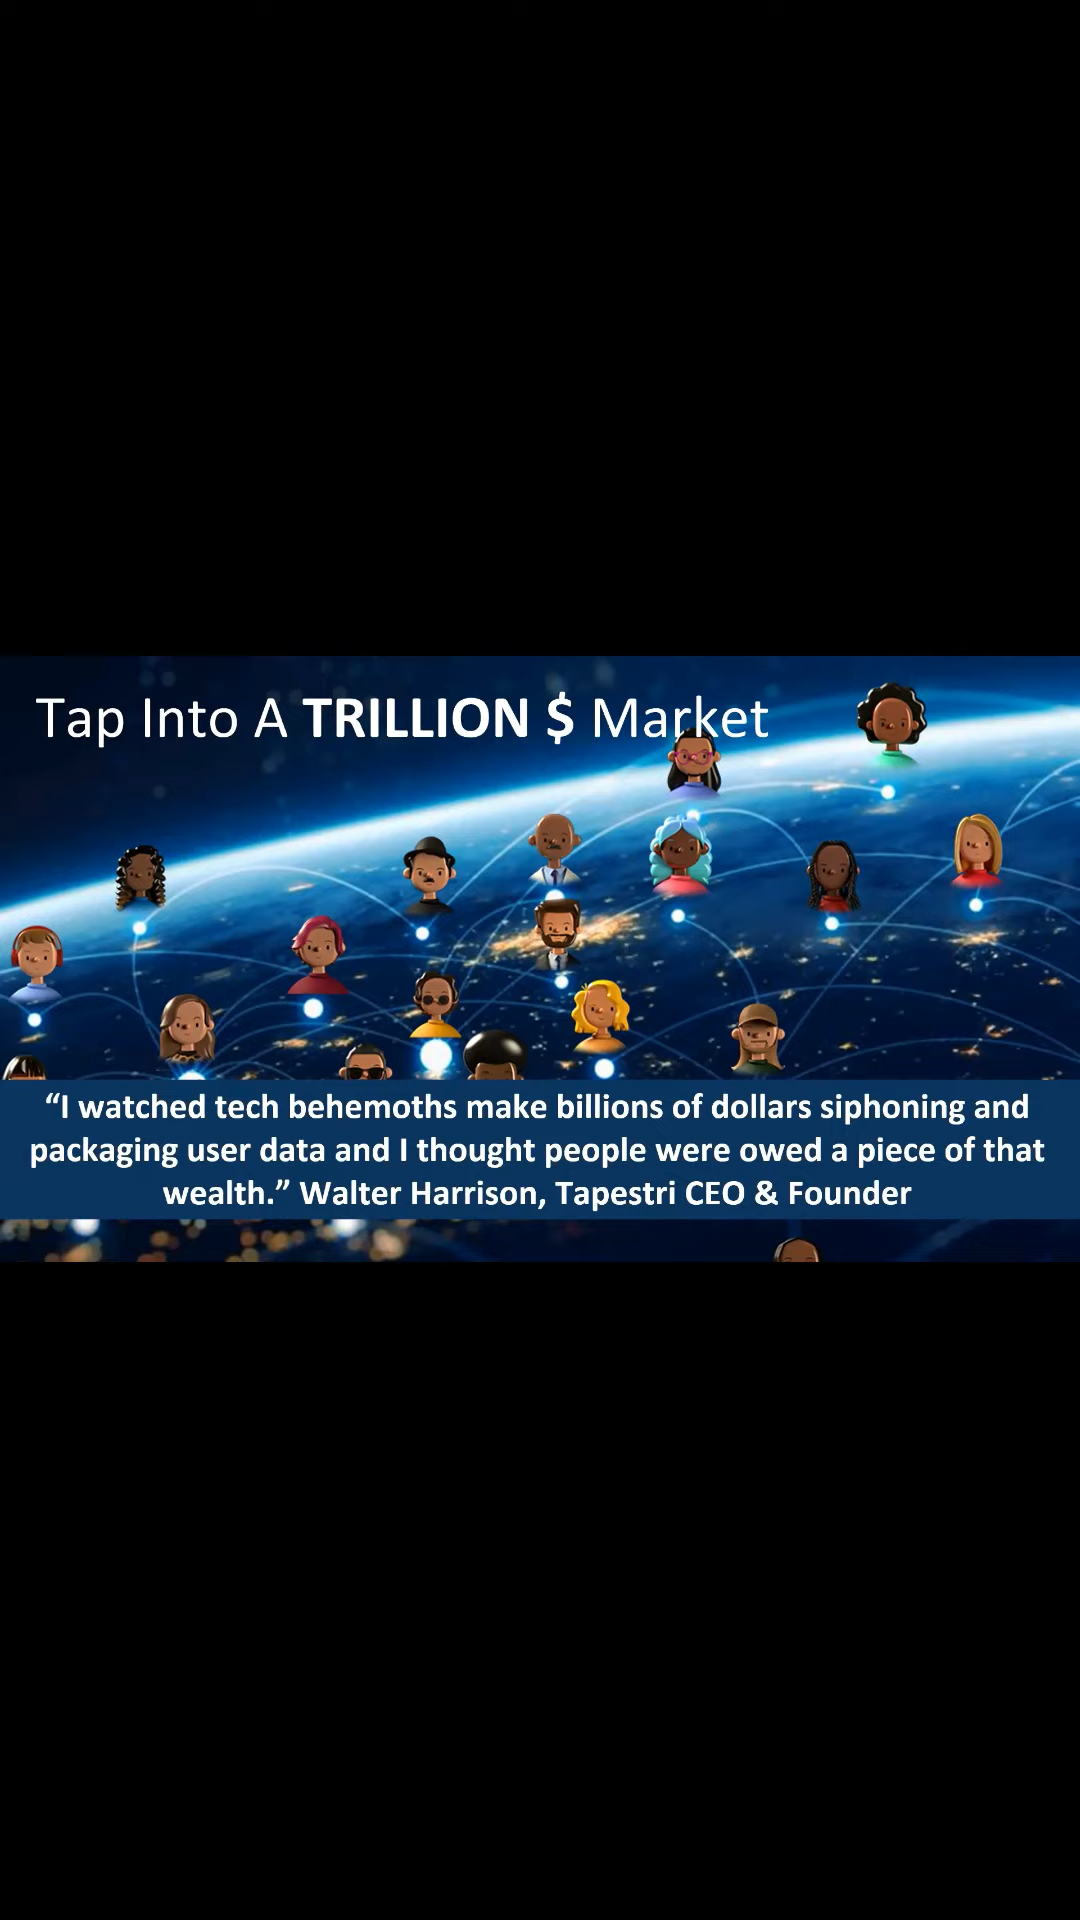 Tap Into A TRILLION $ Market
“I watched tech behemoths make billions of dollars siphoning and
packaging user data and I thought people were owed a piece of that
wealth.” Walter Harrison, Tapestri CEO & Founder